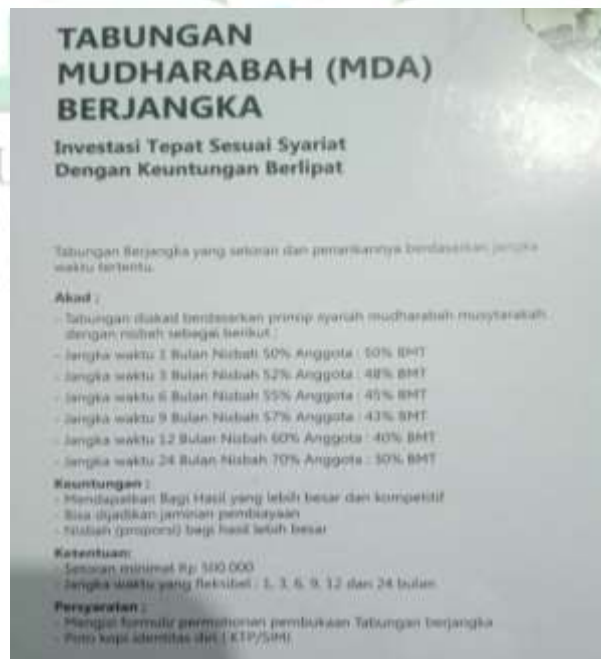 TABUNGAN
MUDHARABAH (MDA)
BERJANGKA
Investasi Tepat Sesuai Syariat
Dengan Keuntungan Berlipat
Tabungan Berjangka yang setoran dan penarikannya berdasarkan jangka
waktu tertentu.
Akad :
- Tabungan diakad berdasarkan prinsip syariah mudharabah musytarakah
dengan nisbah sebagai berikut :
- Jangka waktu 1 Bulan Nisbah 50% Anggota : 50% BMT
- Jangka waktu 3 Bulan Nisbah 52% Anggota : 48% BMT
- Jangka waktu 6 Bulan Nisbah 55% Anggota : 45% BMT
- Jangka waktu 9 Bulan Nisbah 57% Anggota : 43% BMT
- Jangka waktu 12 Bulan Nisbah 60% Anggota : 40% BMT
- Jangka waktu 24 Bulan Nisbah 70% Anggota : 30% BMT
Keuntungan :
- Mendapatkan Bagi Hasil yang lebih besar dan kompetitif
- Bisa dijadikan jaminan pembiayaan
- Nisbah (proporsi) bagi hasil lebih besar
Ketentuan:
- Setoran minimal Rp 500.000
- Jangka waktu yang fleksibel : 1, 3, 6, 9, 12 dan 24 bulan
Persyaratan :
- Mengisi formulir permohonan pembukaan Tabungan berjangka
- Foto kopi identitas diri ( KTP/SIM)